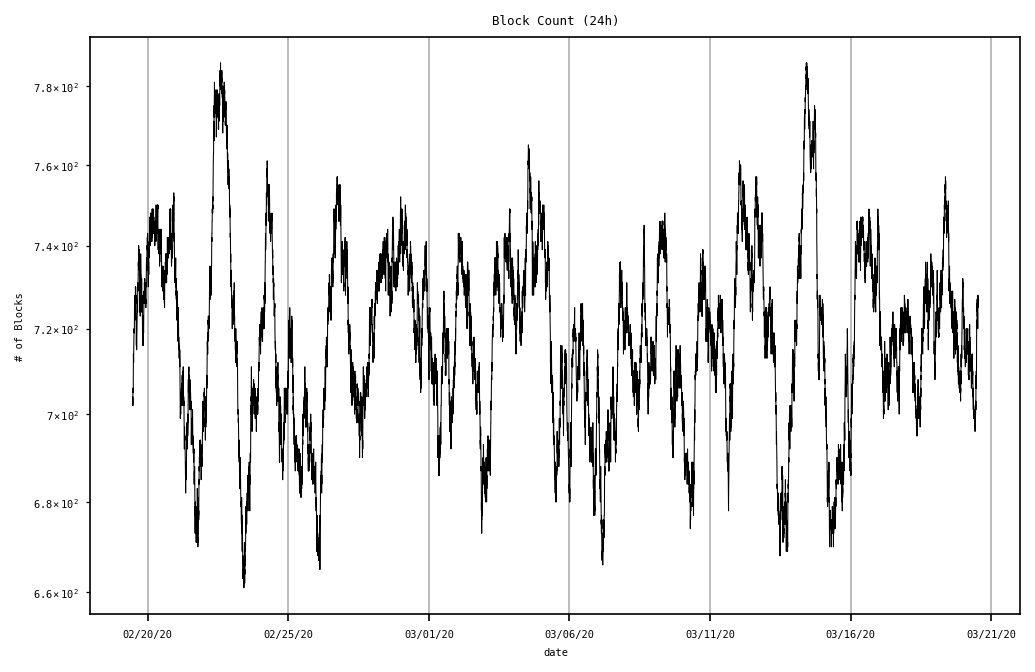 Block Count (24h)
7.8×10²
7.6×10²
7.4×10²
7.2×10²
7×10²
6.8×10²
6.6×10²
# of Blocks
02/20/20 02/25/20 03/01/20 03/06/20 03/11/20 03/16/20 03/21/20
date